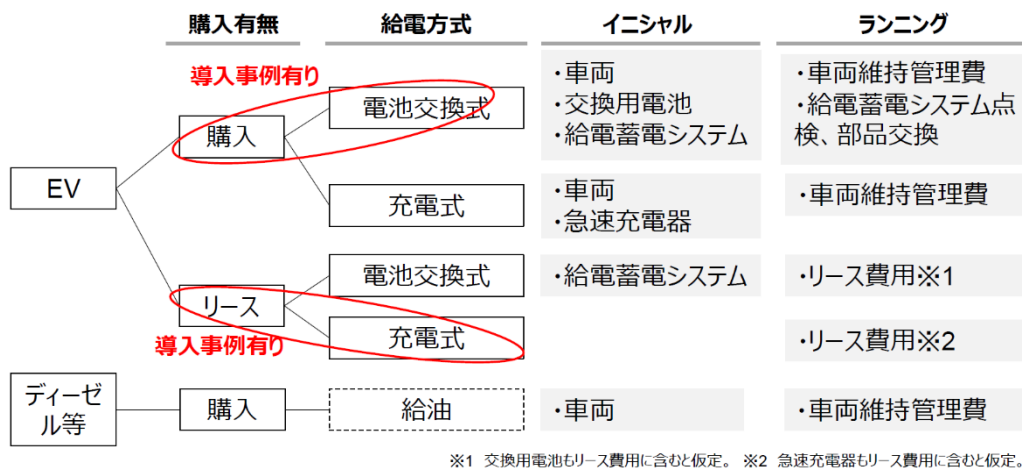 購入有無 給電方式 イニシャル ランニング
導入事例有り
EV
購入
電池交換式
・車両
・交換用電池
・給電蓄電システム
・車両維持管理費
・給電蓄電システム点
検、部品交換
充電式
・車両
・急速充電器
・車両維持管理費
リース
電池交換式
・給電蓄電システム
・リース費用※1
導入事例有り
充電式
・リース費用※2
ディーゼ
ル等
購入
給油
・車両
・車両維持管理費
※1 交換用電池もリース費用に含むと仮定。 ※2 急速充電器もリース費用に含むと仮定。